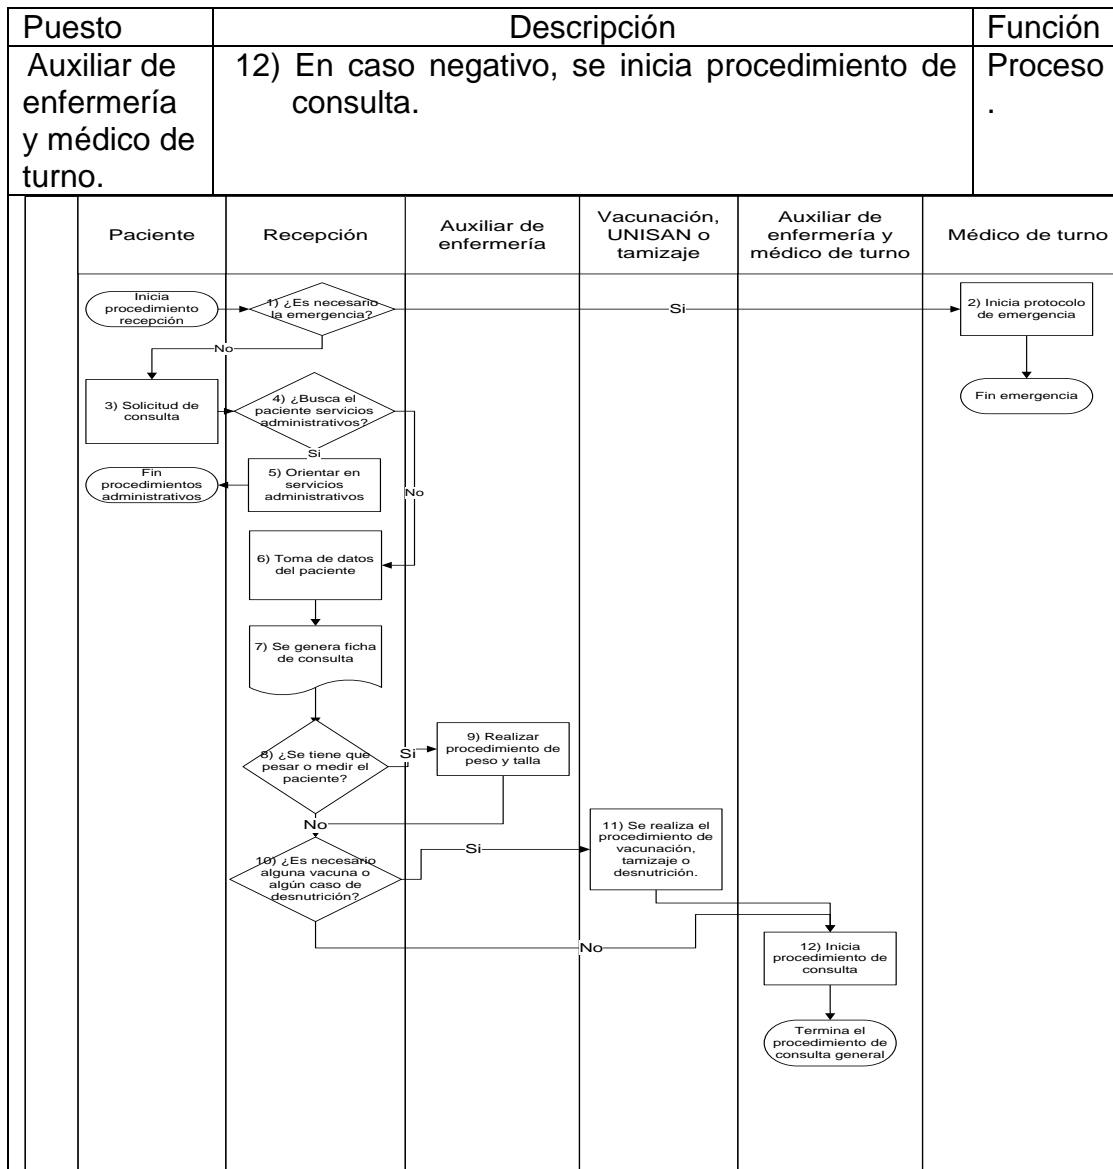 Puesto
Descripción
Función
Auxiliar de
enfermería
y médico de
turno.
12) En caso negativo, se inicia procedimiento de
consulta.
Proceso
.
Paciente
Recepción
Auxiliar de
enfermería
Vacunación,
UNISAN o
tamizaje
Auxiliar de
enfermería y
médico de turno
Médico de turno
Inicia
procedimiento
recepción
1) ¿Es necesario
la emergencia?
Si
2) Inicia protocolo
de emergencia
No
Fin emergencia
3) Solicitud de
consulta
4) ¿Busca el
paciente servicios
administrativos?
Si
Fin
procedimientos
administrativos
5) Orientar en
servicios
administrativos
No
6) Toma de datos
del paciente
7) Se genera ficha
de consulta
8) ¿Se tiene que
pesar o medir el
paciente?
Si
9) Realizar
procedimiento de
peso y talla
No
10) ¿Es necesario
alguna vacuna o
algún caso de
desnutrición?
Si
11) Se realiza el
procedimiento de
vacunación,
tamizaje o
desnutrición.
No
12) Inicia
procedimiento de
consulta
Termina el
procedimiento de
consulta general